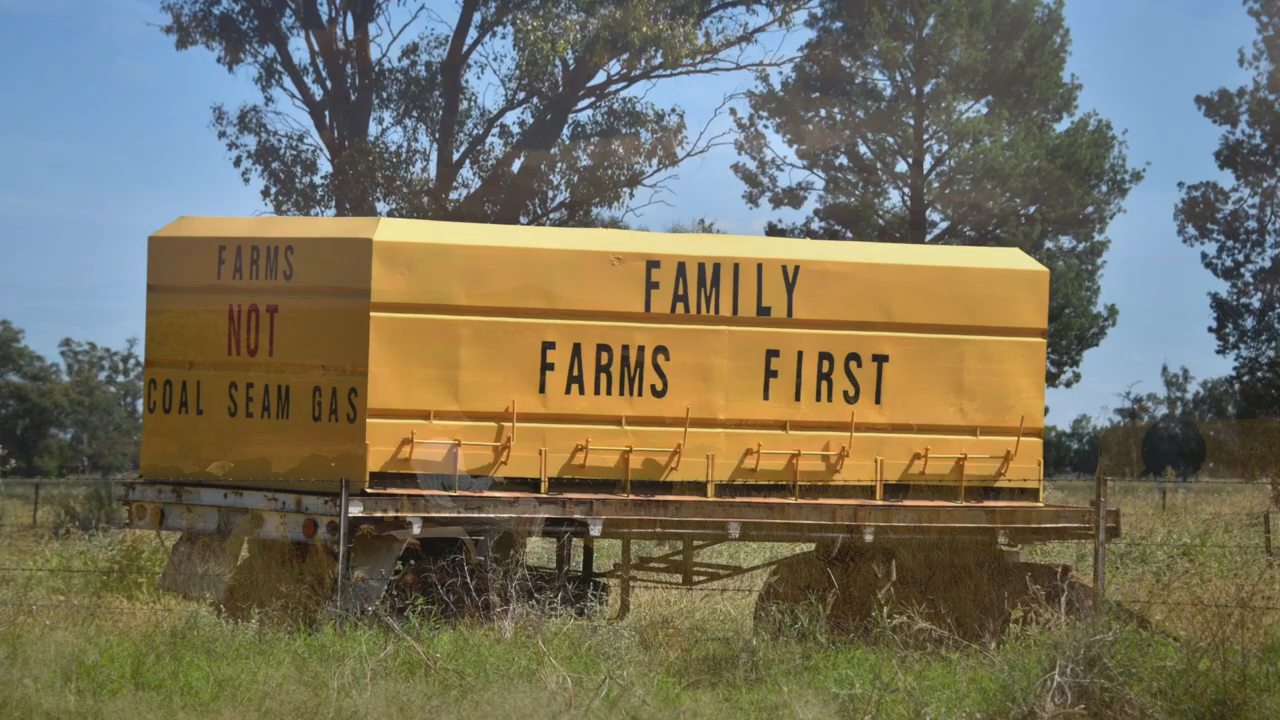 FARMS
NOT
COAL SEAM GAS
FAMILY
FARMS FIRST